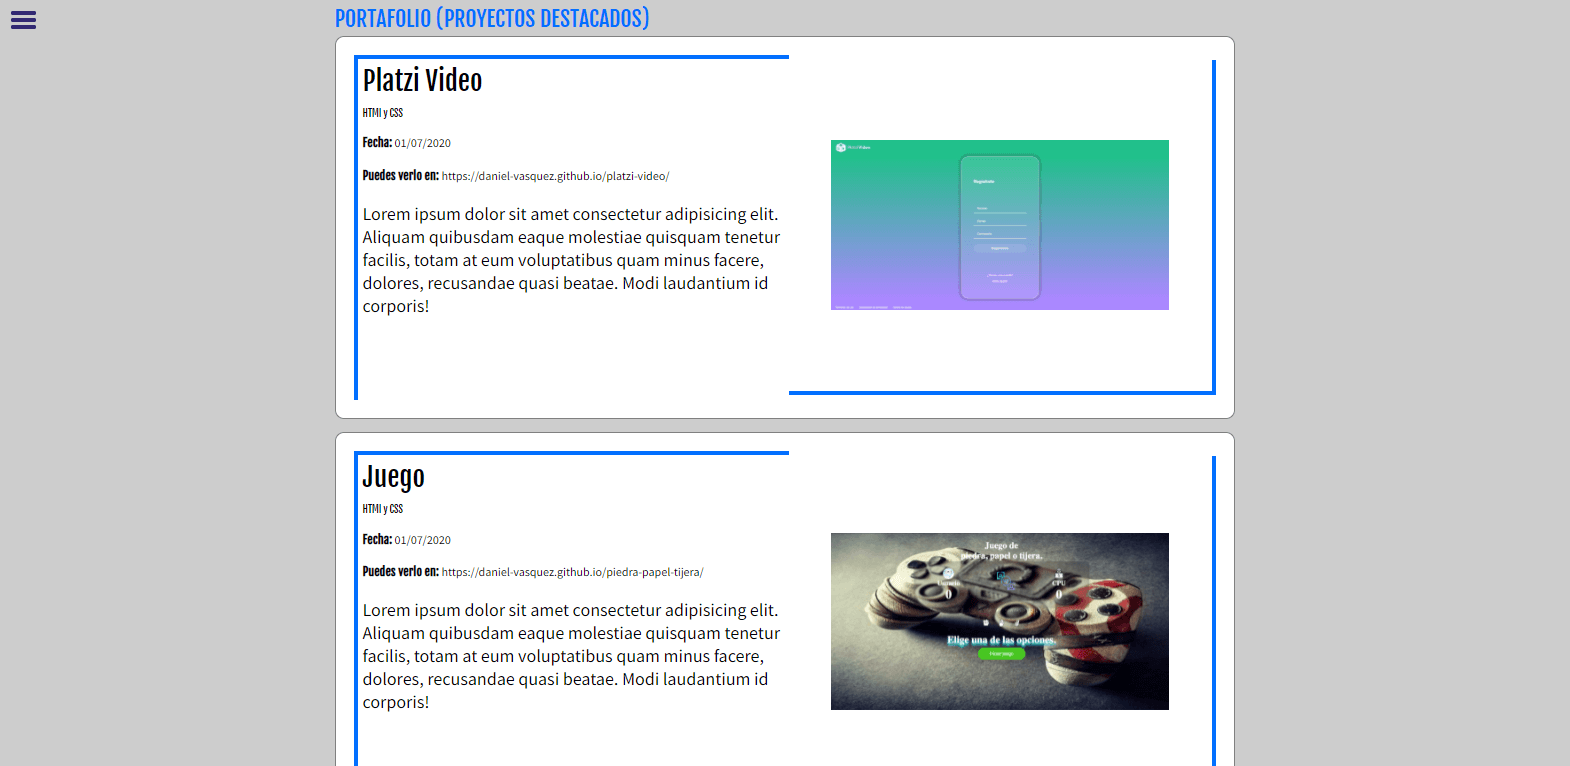 PORTAFOLIO (PROYECTOS DESTACADOS)
Platzi Video
HTMl y CSS
Fecha: 01/07/2020
Puedes verlo en: https://daniel-vasquez.github.io/platzi-video/
Lorem ipsum dolor sit amet consectetur adipisicing elit.
Aliquam quibusdam eaque molestiae quisquam tenetur
facilis, totam at eum voluptatibus quam minus facere,
dolores, recusandae quasi beatae. Modi laudantium id
corporis!
Juego
HTMl y CSS
Fecha: 01/07/2020
Puedes verlo en: https://daniel-vasquez.github.io/piedra-papel-tijera/
Lorem ipsum dolor sit amet consectetur adipisicing elit.
Aliquam quibusdam eaque molestiae quisquam tenetur
facilis, totam at eum voluptatibus quam minus facere,
dolores, recusandae quasi beatae. Modi laudantium id
corporis!
Juego de
piedra, papel o tijera.
Usuario CPU
0 0
Elige una de las opciones.
Iniciar juego